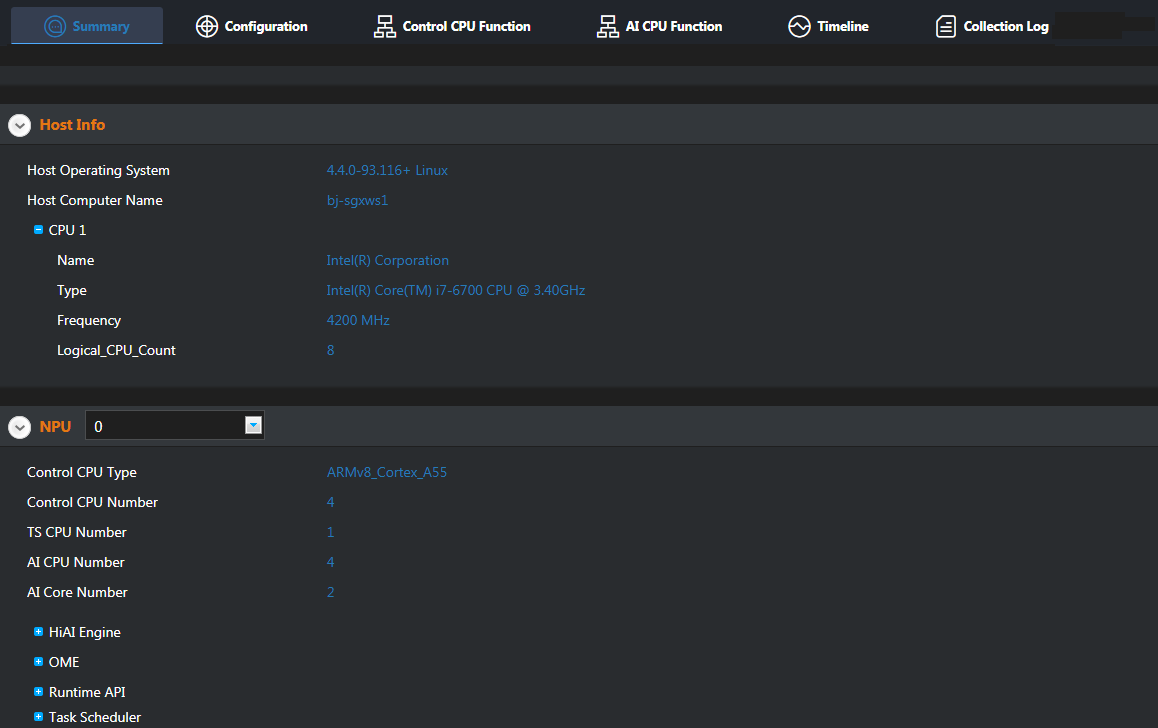 Summary Configuration Control CPU Function AI CPU Function Timeline Collection Log
Host Info
Host Operating System 4.4.0-93.116+ Linux
Host Computer Name bj-sgxws1
CPU 1
Name Intel(R) Corporation
Type Intel(R) Core(TM) i7-6700 CPU @ 3.40GHz
Frequency 4200 MHz
Logical_CPU_Count 8
NPU 0
Control CPU Type ARMv8_Cortex_A55
Control CPU Number 4
TS CPU Number 1
AI CPU Number 4
AI Core Number 2
HiAI Engine
OME
Runtime API
Task Scheduler